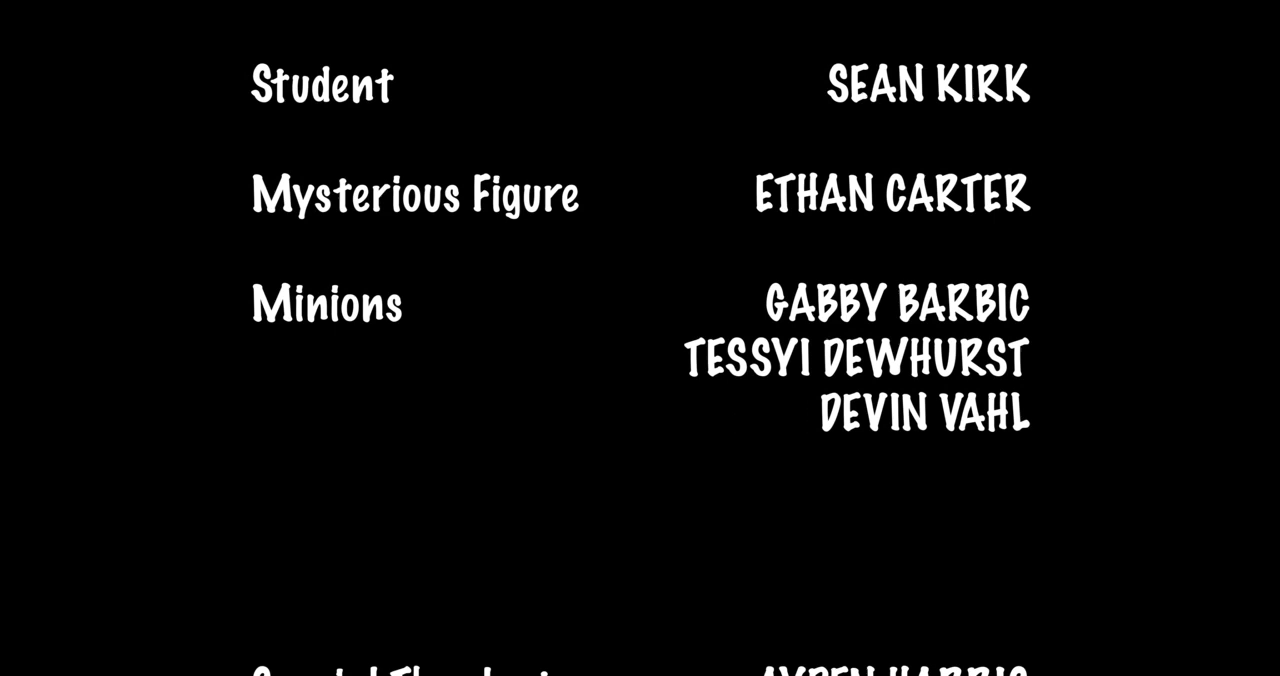 Student SEAN KIRK
Mysterious Figure ETHAN CARTER
Minions GABBY BARBIC
TESSYI DEWHURST
DEVIN VAHL